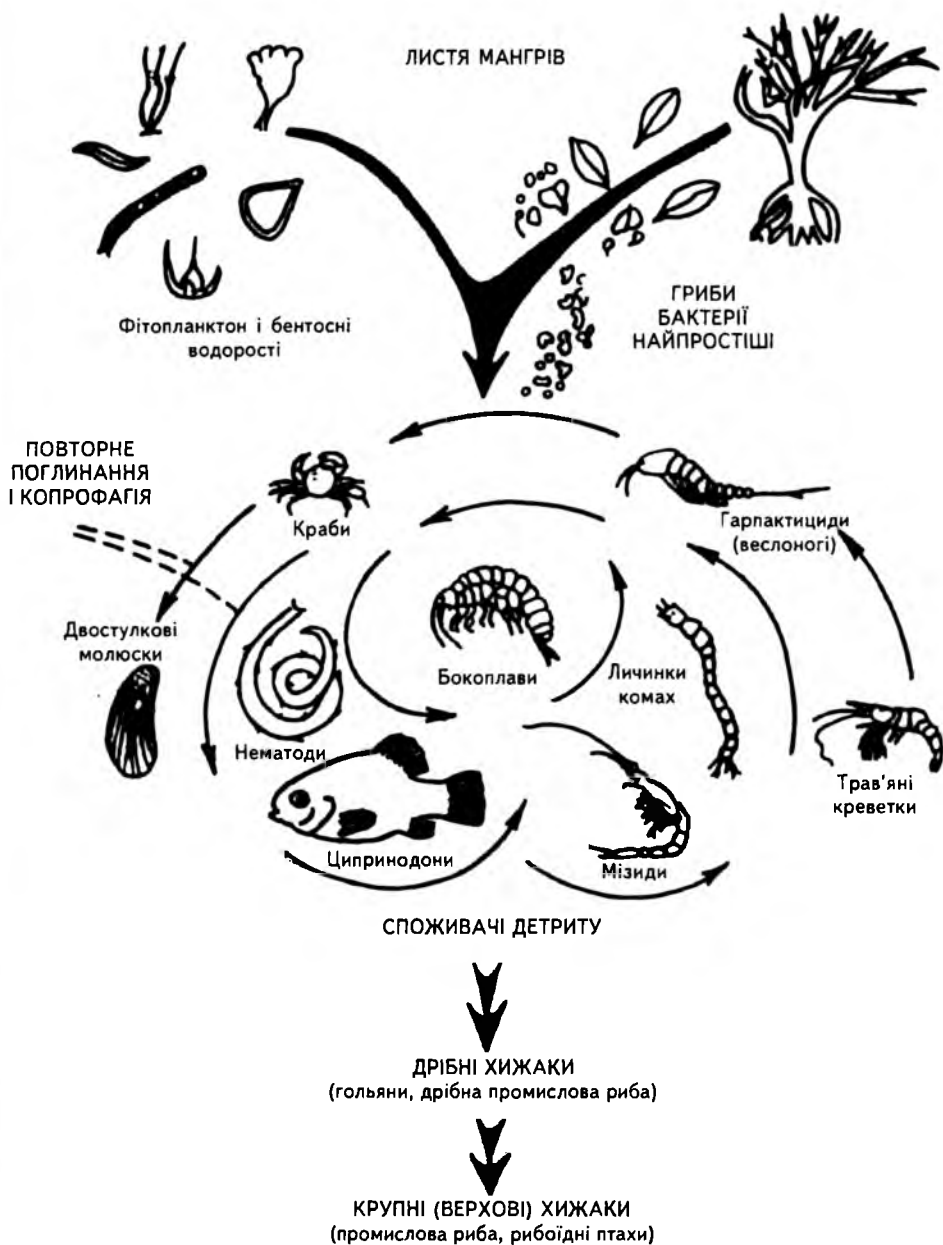 ЛИСТЯ МАНГРІВ
Фітопланктон і бентосні
водорості
ГРИБИ
БАКТЕРІЇ
НАЙПРОСТІШІ
ПОВТОРНЕ
ПОГЛИНАННЯ
І КОПРОФАГІЯ
Краби
Гарпактициди
(веслоногі)
Двостулкові
молюски
Бокоплави
Личинки
комах
Нематоди
Трав'яні
креветки
Ципринодони
Мізиди
СПОЖИВАЧІ ДЕТРИТУ
ДРІБНІ ХИЖАКИ
(гольяни, дрібна промислова риба)
КРУПНІ (ВЕРХОВІ) ХИЖАКИ
(промислова риба, рибоїдні птахи)